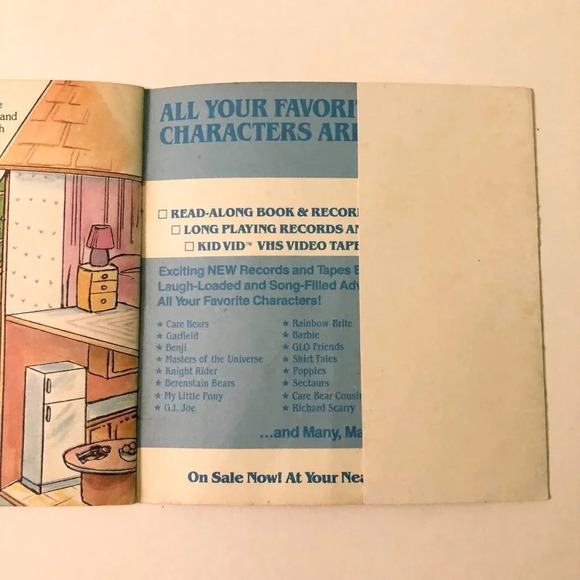 and
ALL YOUR FAVORI
CHARACTERS ARE
☐ READ-ALONG BOOK & RECOR
☐ LONG PLAYING RECORDS AN
☐ KID VID™ VHS VIDEO TAPE
Exciting NEW Records and Tapes
Laugh-Loaded and Song-Filled Adv
All Your Favorite Characters!
★ Care Bears
★ Garfield
★ Benji
★ Masters of the Universe
★ Knight Rider
★ Berenstain Bears
★ My Little Pony
★ G.I. Joe
★ Rainbow Brite
★ Barbie
★ GLO Friends
★ Shirt Tales
★ Popples
★ Sectaurs
★ Care Bear Cousi
★ Richard Scarry
...and Many, Ma
On Sale Now! At Your Nea